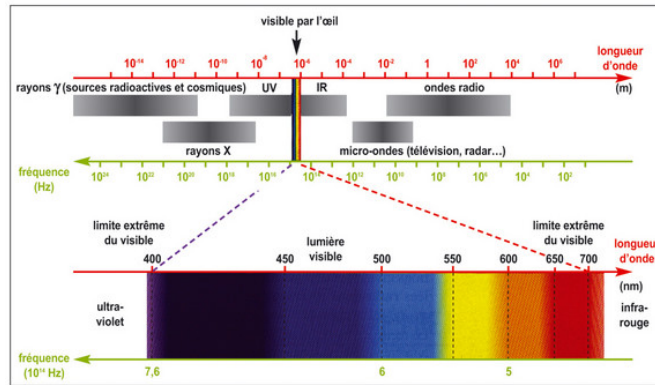 visible par l'œil
10⁻¹⁴ 10⁻¹² 10⁻¹⁰ 10⁻⁸ 10⁻⁶ 10⁻⁴ 10⁻² 1 10² 10⁴ 10⁶ longueur d'onde
rayons γ (sources radioactives et cosmiques) UV IR ondes radio (m)
rayons X micro-ondes (télévision, radar...)
fréquence (Hz) 10²⁴ 10²² 10²⁰ 10¹⁸ 10¹⁶ 10¹⁴ 10¹² 10¹⁰ 10⁸ 10⁶ 10⁴ 10²
limite extrême du visible lumière visible limite extrême du visible longueur d'onde
400 450 500 550 600 650 700
(nm)
ultra-violet infra-rouge
fréquence (10¹⁴ Hz) 7,6 6 5